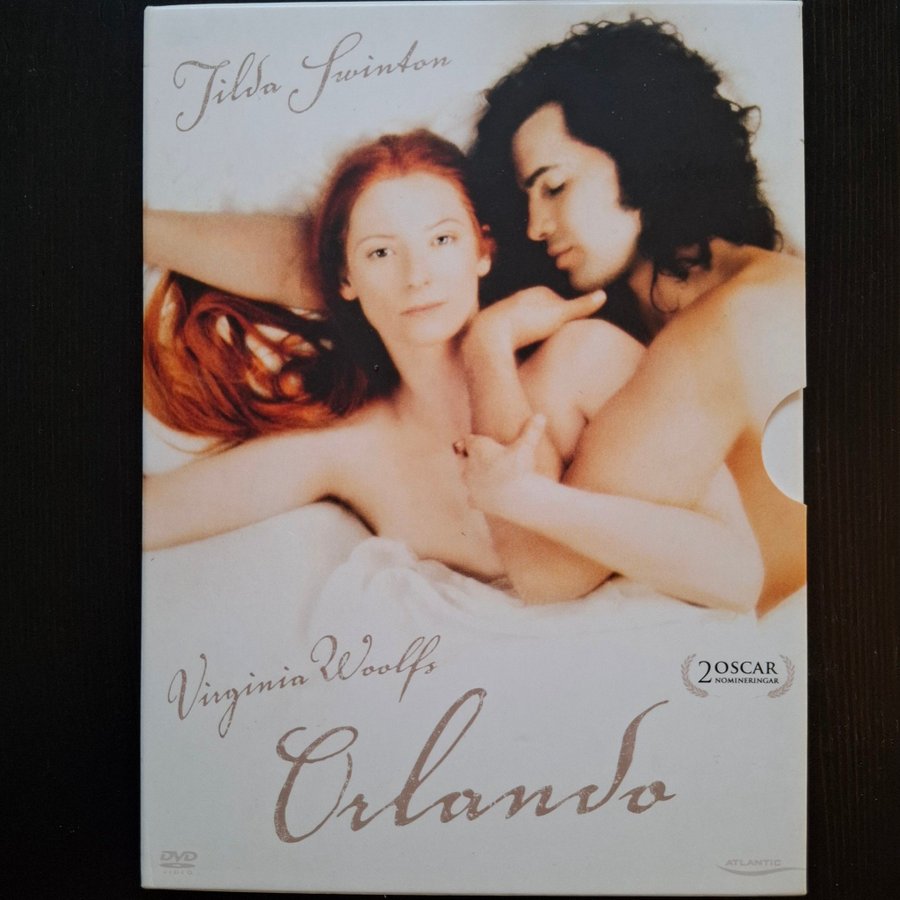 Tilda Swinton
Virginia Woolfs
2 OSCAR
NOMINERINGAR
Orlando
DVD
VIDEO
ATLANTIC